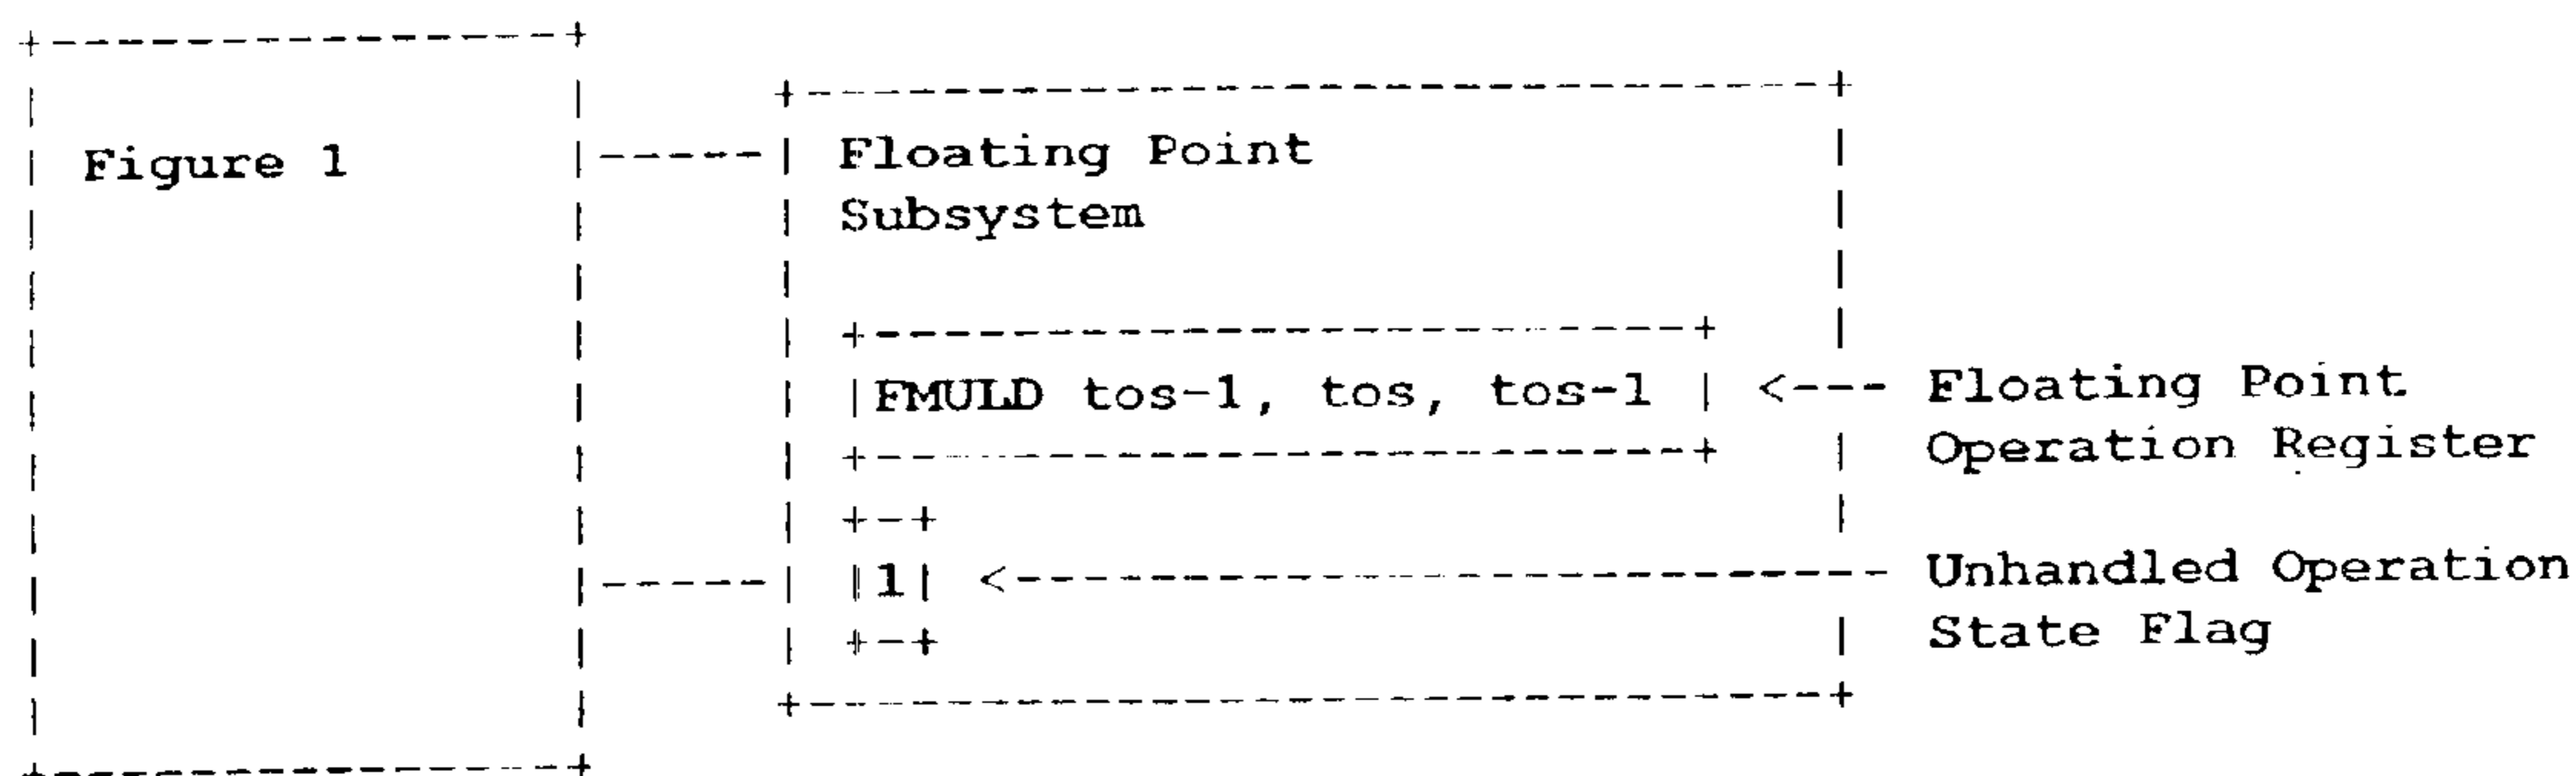 Figure 1
Floating Point
Subsystem
FMULD tos-1, tos, tos-1
<--- Floating Point
Operation Register
1
<------------------------- Unhandled Operation
State Flag